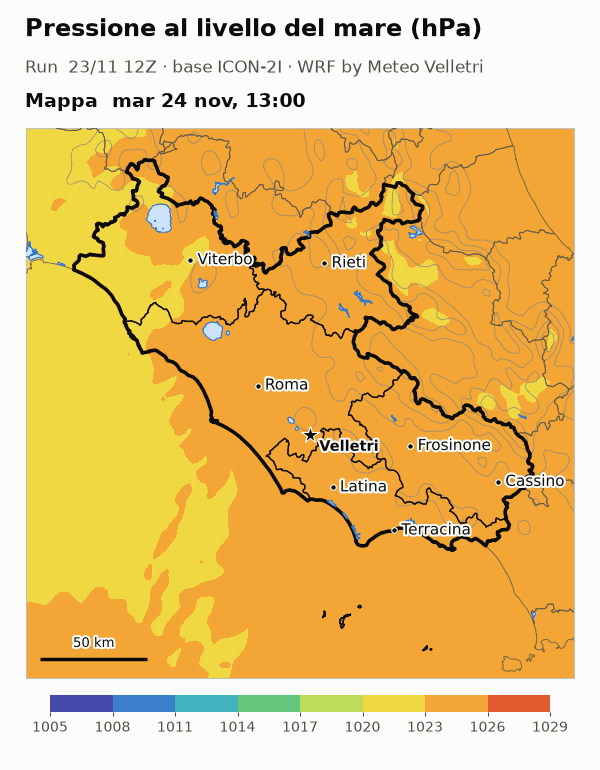 Pressione al livello del mare (hPa)
Run  23/11 12Z · base ICON-2I · WRF by Meteo Velletri
Mappa  mar 24 nov, 13:00
Viterbo
Rieti
Roma
Velletri
Frosinone
Latina
Cassino
Terracina
50 km
1005 1008 1011 1014 1017 1020 1023 1026 1029